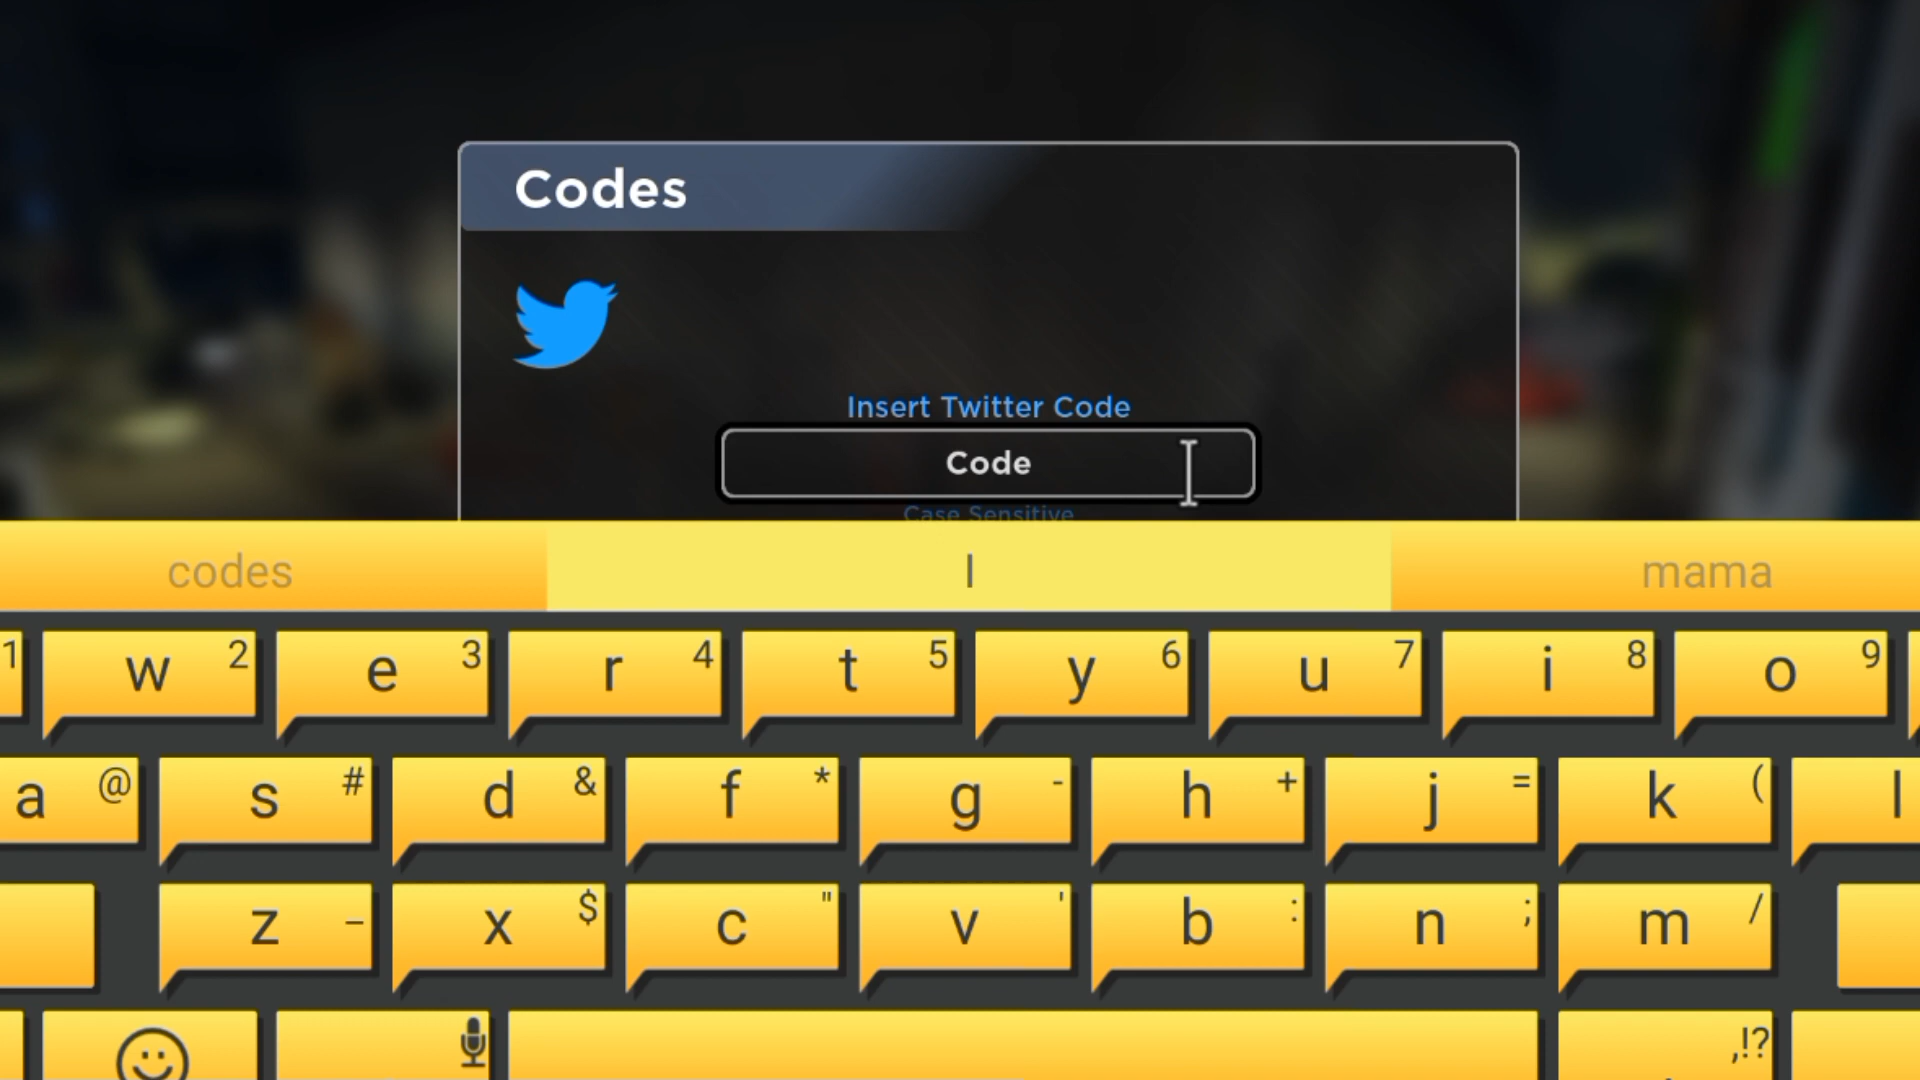 Codes
Insert Twitter Code
Code
Case Sensitive
codes I mama
1 w 2 e 3 r 4 t 5 y 6 u 7 i 8 o 9
a @ s # d & f * g - h + j = k ( l
z _ x $ c " v ' b : n ; m /
,!?